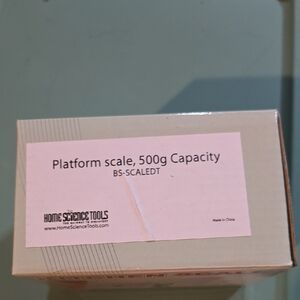 Platform scale, 500g Capacity
BS-SCALEDT
HOME SCIENCE TOOLS
www.HomeScienceTools.com
Made in China